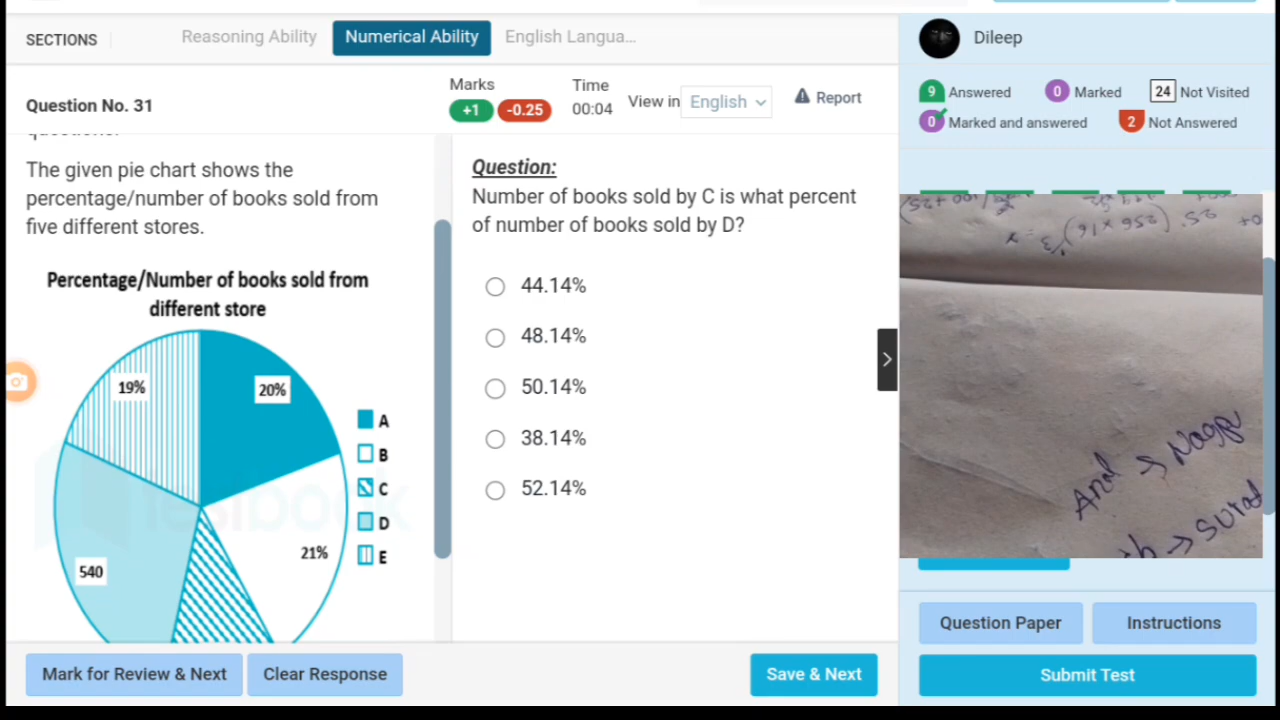 SECTIONS
Reasoning Ability
Numerical Ability
English Langua...
Dileep
Question No. 31
Marks
+1
-0.25
Time
00:04
View in
English
Report
9 Answered
0 Marked
24 Not Visited
0 Marked and answered
2 Not Answered
The given pie chart shows the
percentage/number of books sold from
five different stores.
Percentage/Number of books sold from
different store
19%
20%
21%
540
A
B
C
D
E
Question:
Number of books sold by C is what percent
of number of books sold by D?
44.14%
48.14%
50.14%
38.14%
52.14%
(256 x 16)
And → Nagp
→ Surat
Mark for Review & Next
Clear Response
Save & Next
Question Paper
Instructions
Submit Test